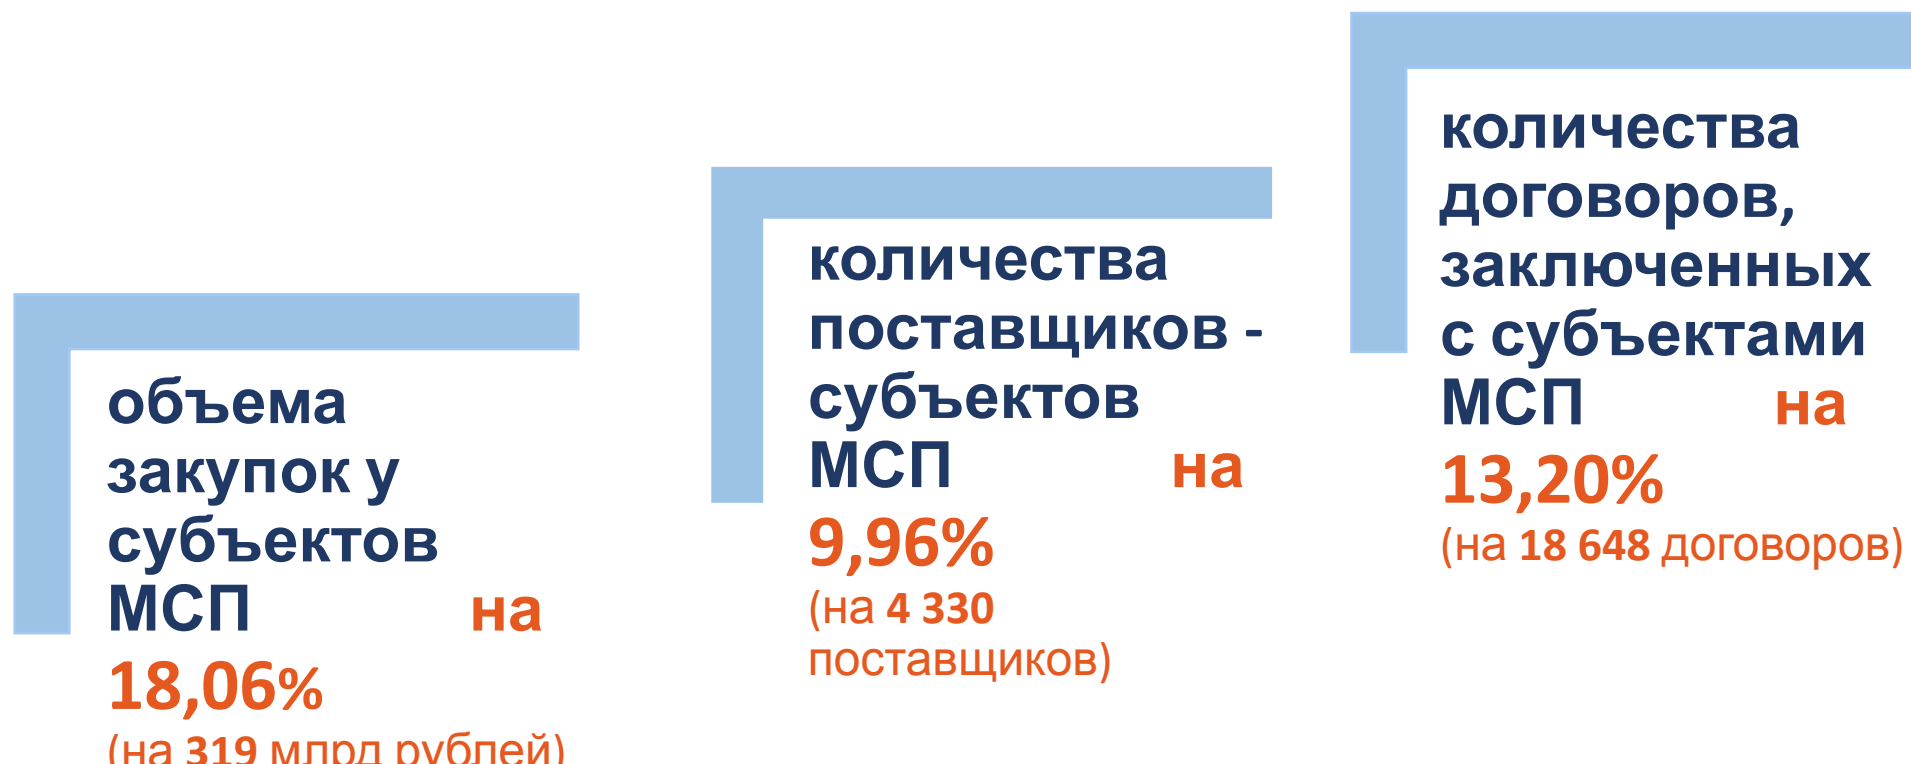 объема
закупок у
субъектов
МСП на
18,06%
(на 319 млрд рублей)
количества
поставщиков -
субъектов
МСП на
9,96%
(на 4 330
поставщиков)
количества
договоров,
заключенных
с субъектами
МСП на
13,20%
(на 18 648 договоров)